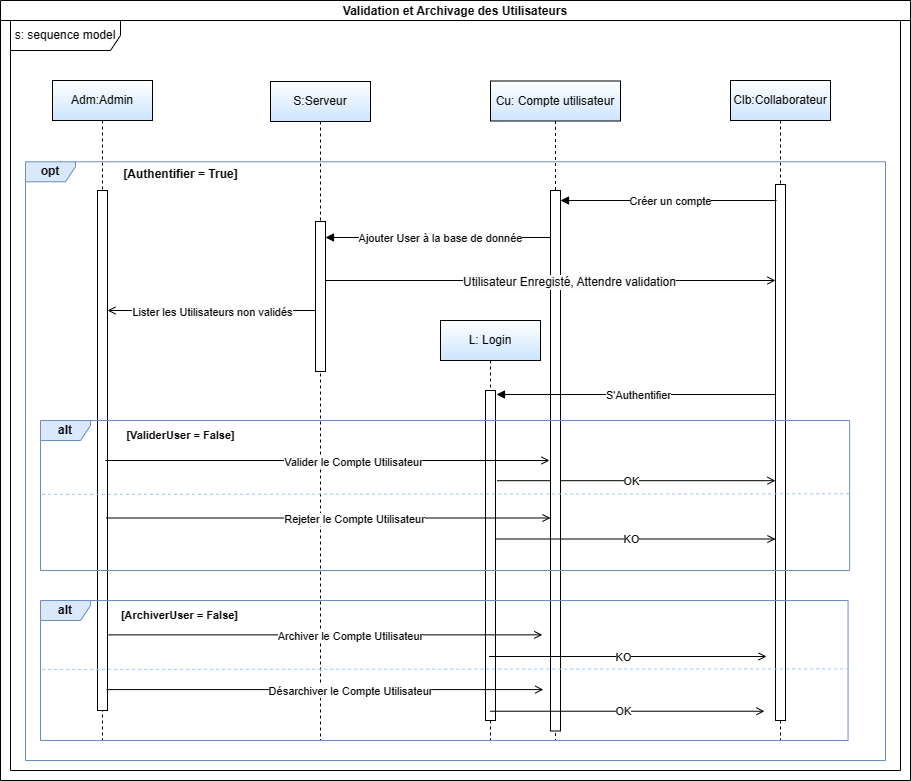 Validation et Archivage des Utilisateurs
s: sequence model
Adm:Admin
S:Serveur
Cu: Compte utilisateur
Clb:Collaborateur
opt
[Authentifier = True]
Créer un compte
Ajouter User à la base de donnée
Utilisateur Enregisté, Attendre validation
Lister les Utilisateurs non validés
L: Login
S'Authentifier
alt
[ValiderUser = False]
Valider le Compte Utilisateur
OK
Rejeter le Compte Utilisateur
KO
alt
[ArchiverUser = False]
Archiver le Compte Utilisateur
KO
Désarchiver le Compte Utilisateur
OK